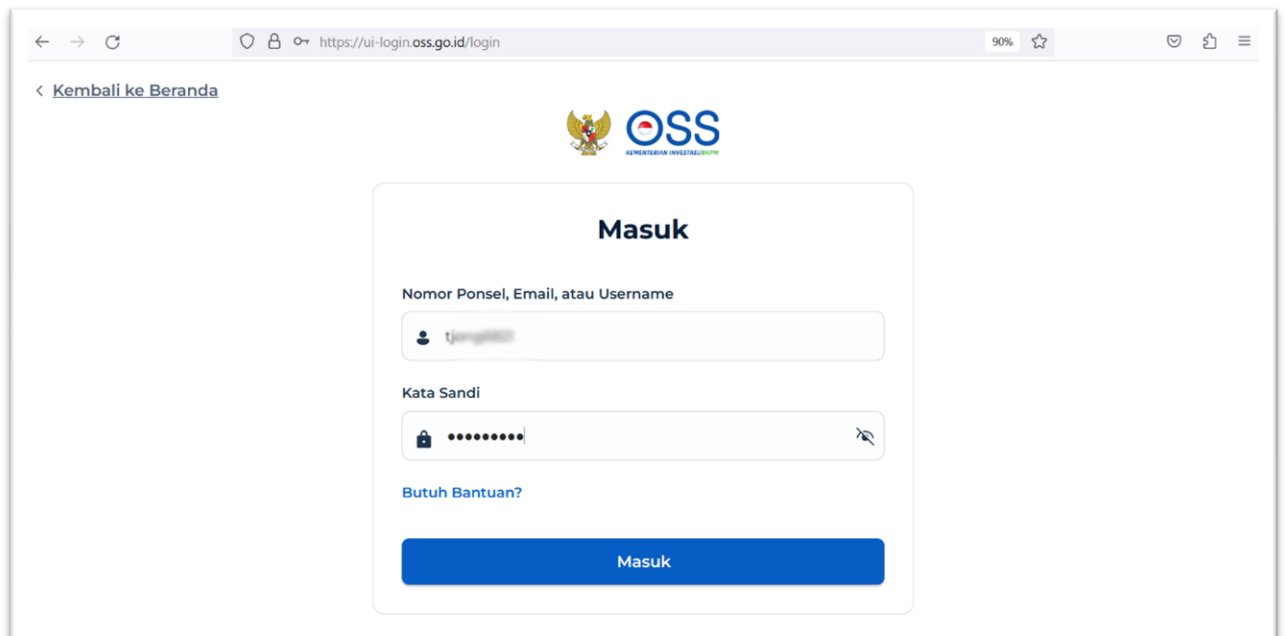 https://ui-login.oss.go.id/login
90%
Kembali ke Beranda
OSS
KEMENTERIAN INVESTASI/BKPM
Masuk
Nomor Ponsel, Email, atau Username
Kata Sandi
Butuh Bantuan?
Masuk